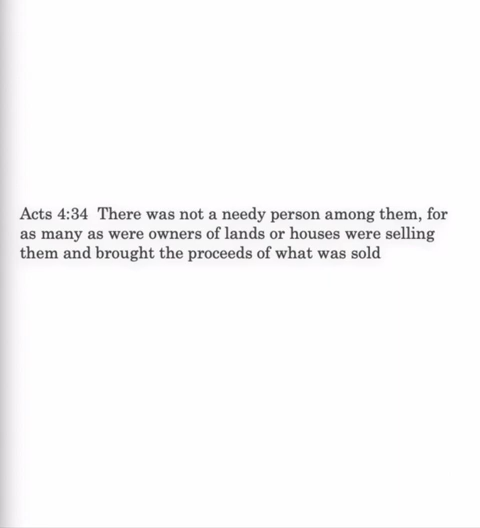 Acts 4:34 There was not a needy person among them, for
as many as were owners of lands or houses were selling
them and brought the proceeds of what was sold